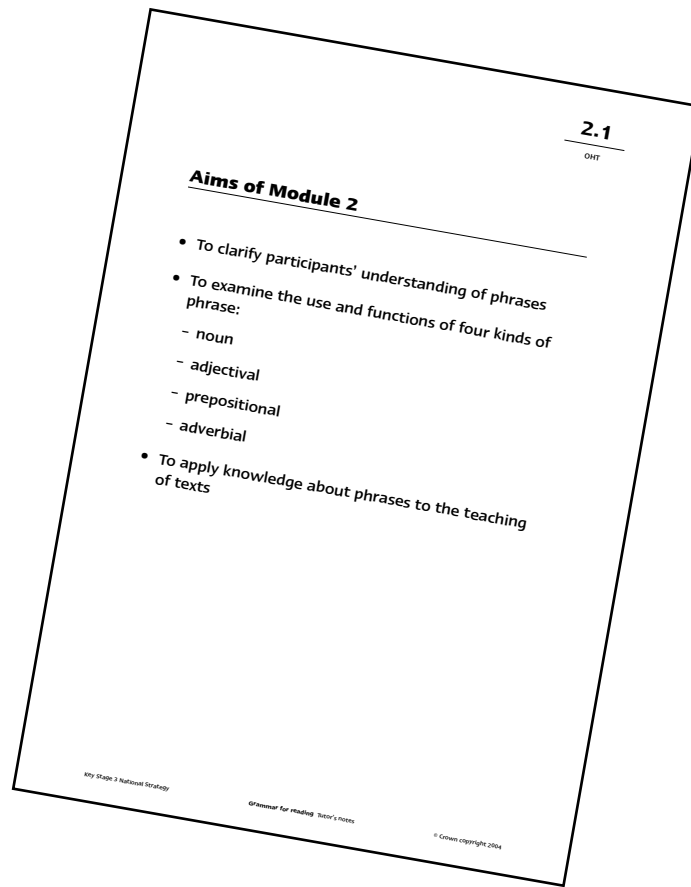 2.1
OHT
Aims of Module 2
• To clarify participants' understanding of phrases
• To examine the use and functions of four kinds of
phrase:
– noun
– adjectival
– prepositional
– adverbial
• To apply knowledge about phrases to the teaching
of texts
Key Stage 3 National Strategy
Grammar for reading Tutor's notes
© Crown copyright 2004